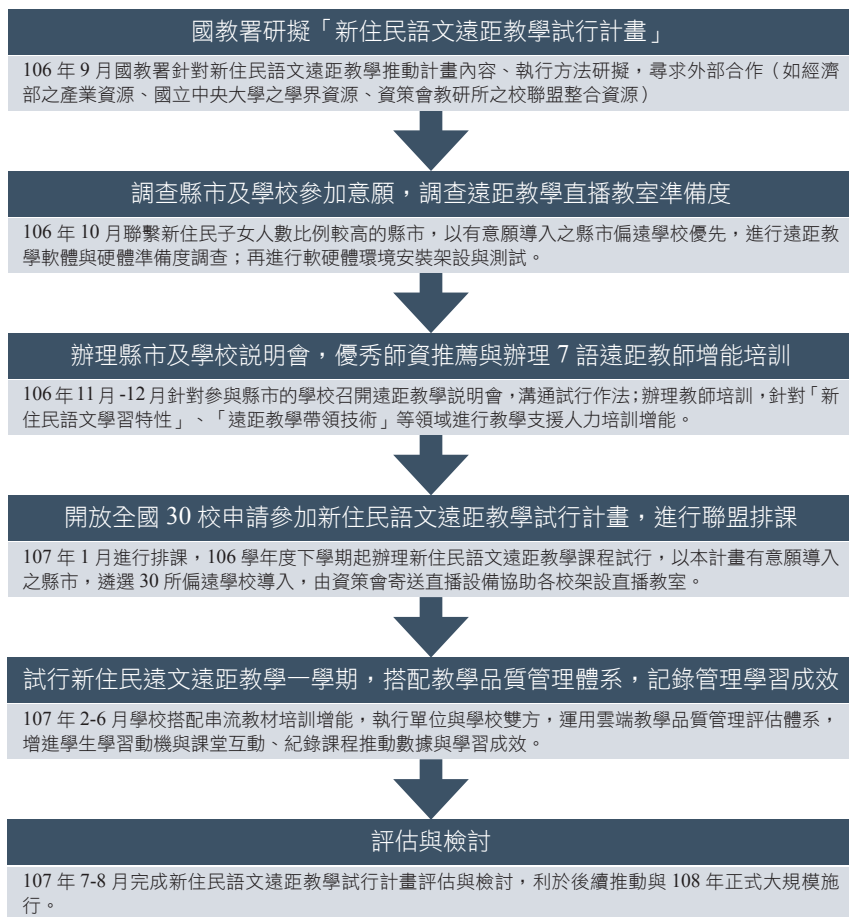 國教署研擬「新住民語文遠距教學試行計畫」
106 年 9 月國教署針對新住民語文遠距教學推動計畫內容、執行方法研擬，尋求外部合作（如經濟
部之產業資源、國立中央大學之學界資源、資策會教研所之校聯盟整合資源）
調查縣市及學校參加意願，調查遠距教學直播教室準備度
106 年 10 月聯繫新住民子女人數比例較高的縣市，以有意願導入之縣市偏遠學校優先，進行遠距教
學軟體與硬體準備度調查；再進行軟硬體環境安裝架設與測試。
辦理縣市及學校説明會，優秀師資推薦與辦理 7 語遠距教師增能培訓
106 年 11 月 -12 月針對參與縣市的學校召開遠距教學説明會，溝通試行作法；辦理教師培訓，針對「新
住民語文學習特性」、「遠距教學帶領技術」等領域進行教學支援人力培訓增能。
開放全國 30 校申請參加新住民語文遠距教學試行計畫，進行聯盟排課
107 年 1 月進行排課，106 學年度下學期起辦理新住民語文遠距教學課程試行，以本計畫有意願導入
之縣市，遴選 30 所偏遠學校導入，由資策會寄送直播設備協助各校架設直播教室。
試行新住民遠文遠距教學一學期，搭配教學品質管理體系，記錄管理學習成效
107 年 2-6 月學校搭配串流教材培訓增能，執行單位與學校雙方，運用雲端教學品質管理評估體系，
增進學生學習動機與課堂互動、紀錄課程推動數據與學習成效。
評估與檢討
107 年 7-8 月完成新住民語文遠距教學試行計畫評估與檢討，利於後續推動與 108 年正式大規模施
行。